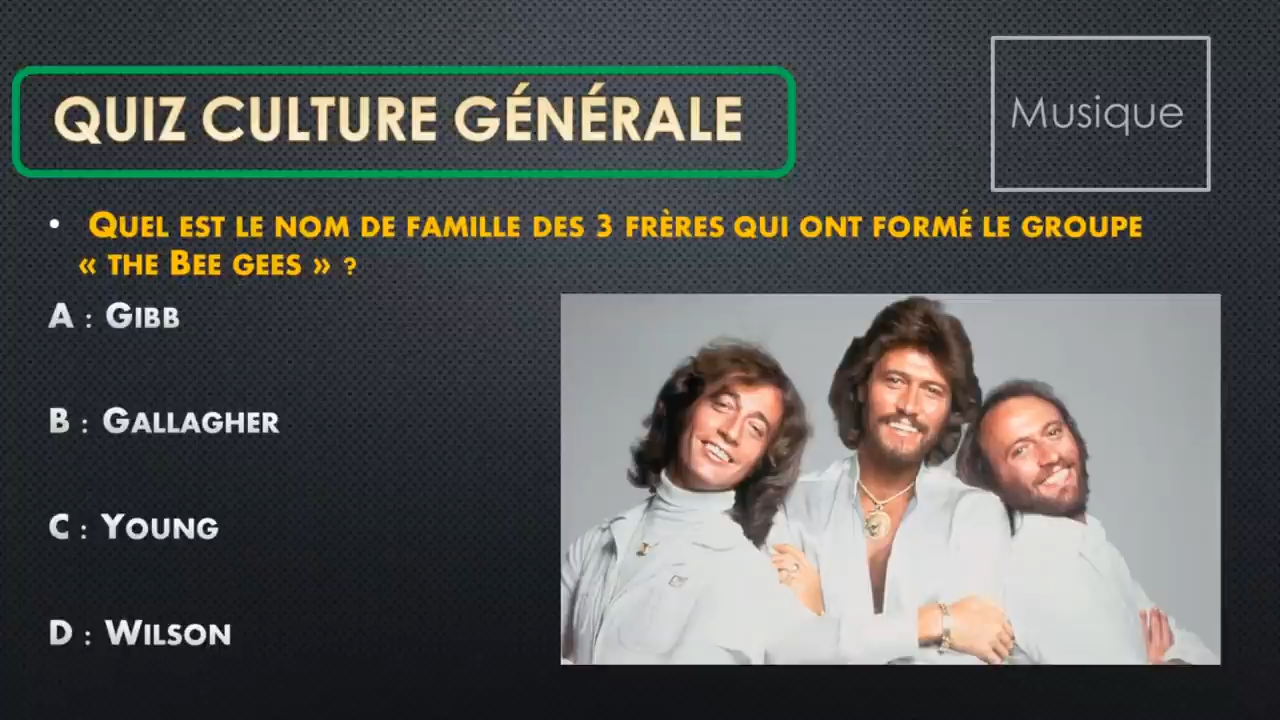 QUIZ CULTURE GÉNÉRALE
Musique
• QUEL EST LE NOM DE FAMILLE DES 3 FRÈRES QUI ONT FORMÉ LE GROUPE
« THE BEE GEES » ?
A : GIBB
B : GALLAGHER
C : YOUNG
D : WILSON